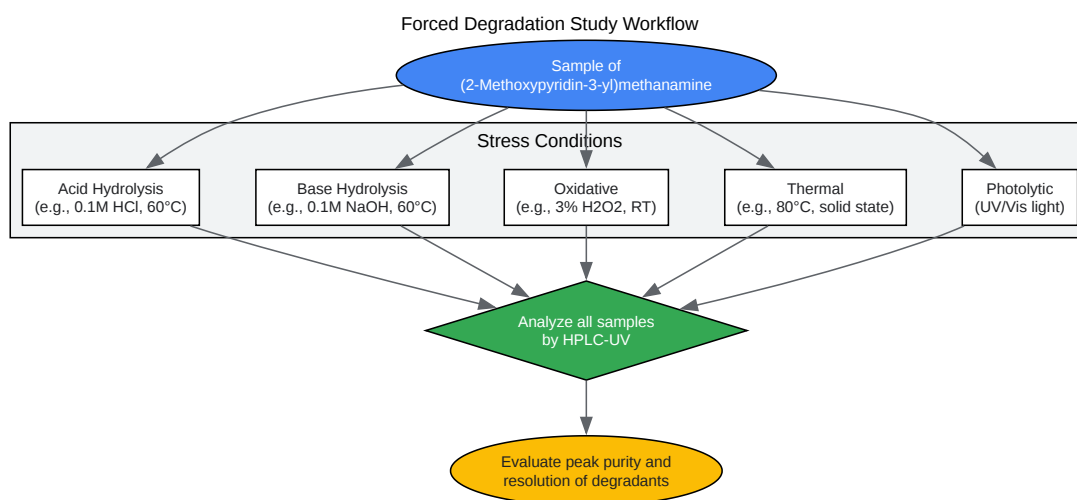 Forced Degradation Study Workflow
Sample of
(2-Methoxypyridin-3-yl)methanamine
Stress Conditions
Acid Hydrolysis
(e.g., 0.1M HCl, 60°C)
Base Hydrolysis
(e.g., 0.1M NaOH, 60°C)
Oxidative
(e.g., 3% H2O2, RT)
Thermal
(e.g., 80°C, solid state)
Photolytic
(UV/Vis light)
Analyze all samples
by HPLC-UV
Evaluate peak purity and
resolution of degradants